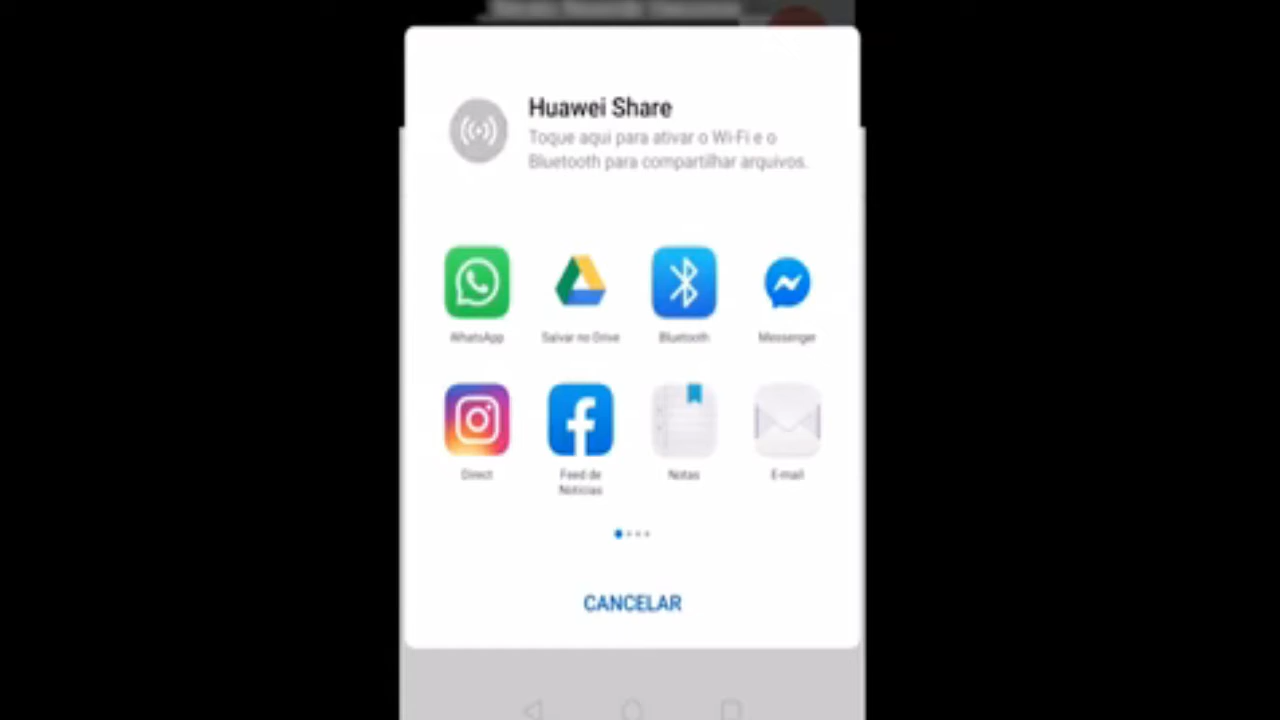 Huawei Share
Toque aqui para ativar o Wi-Fi e o
Bluetooth para compartilhar arquivos.
WhatsApp
Salvar no Drive
Bluetooth
Messenger
Direct
Feed de
Notícias
Notas
E-mail
CANCELAR